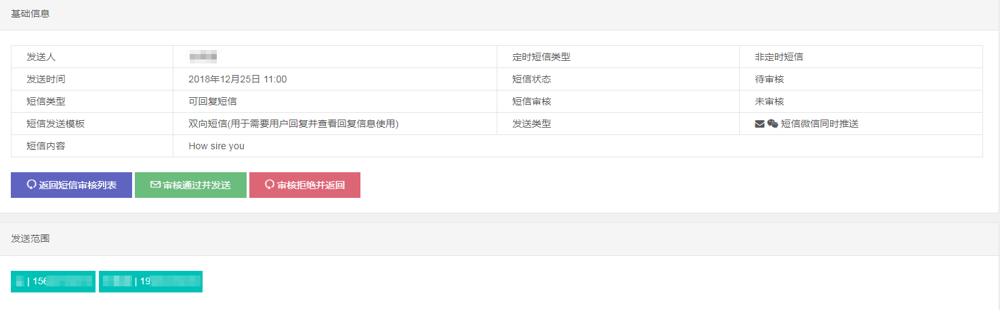 基础信息
发送人 定时短信类型 非定时短信
发送时间 2018年12月25日 11:00 短信状态 待审核
短信类型 可回复短信 短信审核 未审核
短信发送模板 双向短信(用于需要用户回复并查看回复信息使用) 发送类型 短信微信同时推送
短信内容 How sire you
返回短信审核列表 审核通过并发送 审核拒绝并返回
发送范围
| 156 | 19